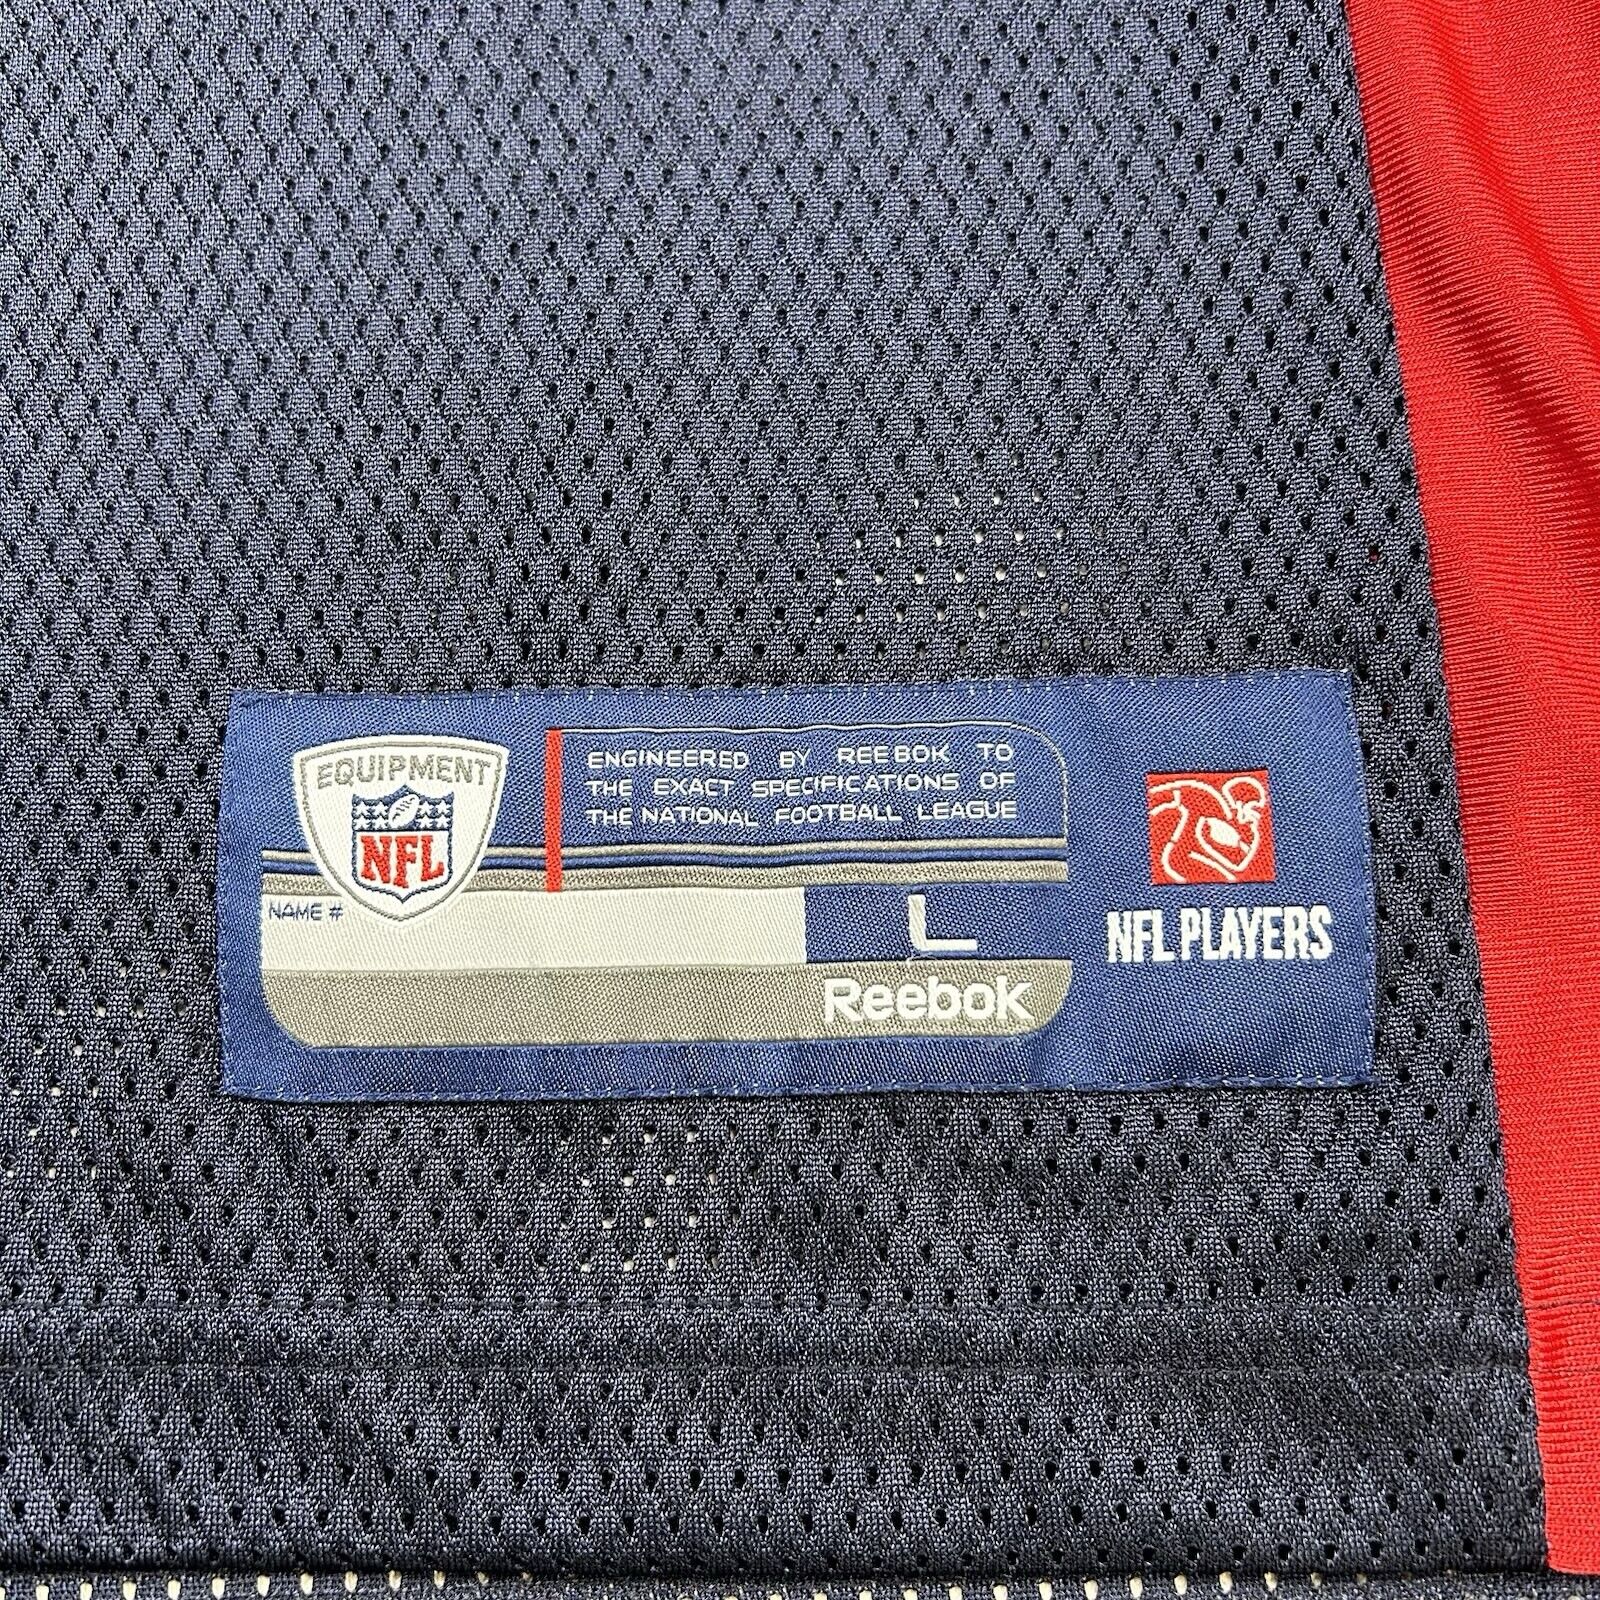 EQUIPMENT
NFL
ENGINEERED BY REEBOK TO
THE EXACT SPECIFICATIONS OF
THE NATIONAL FOOTBALL LEAGUE
NAME #
L
Reebok
NFL PLAYERS